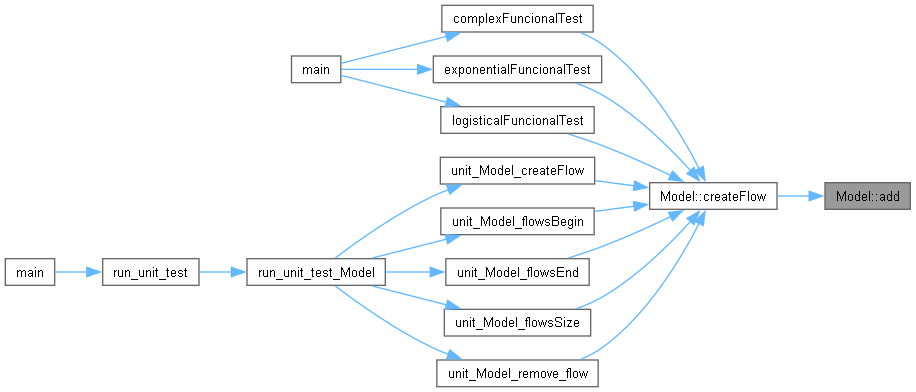 complexFuncionalTest
main
exponentialFuncionalTest
logisticalFuncionalTest
unit_Model_createFlow
Model::createFlow
Model::add
unit_Model_flowsBegin
main
run_unit_test
run_unit_test_Model
unit_Model_flowsEnd
unit_Model_flowsSize
unit_Model_remove_flow